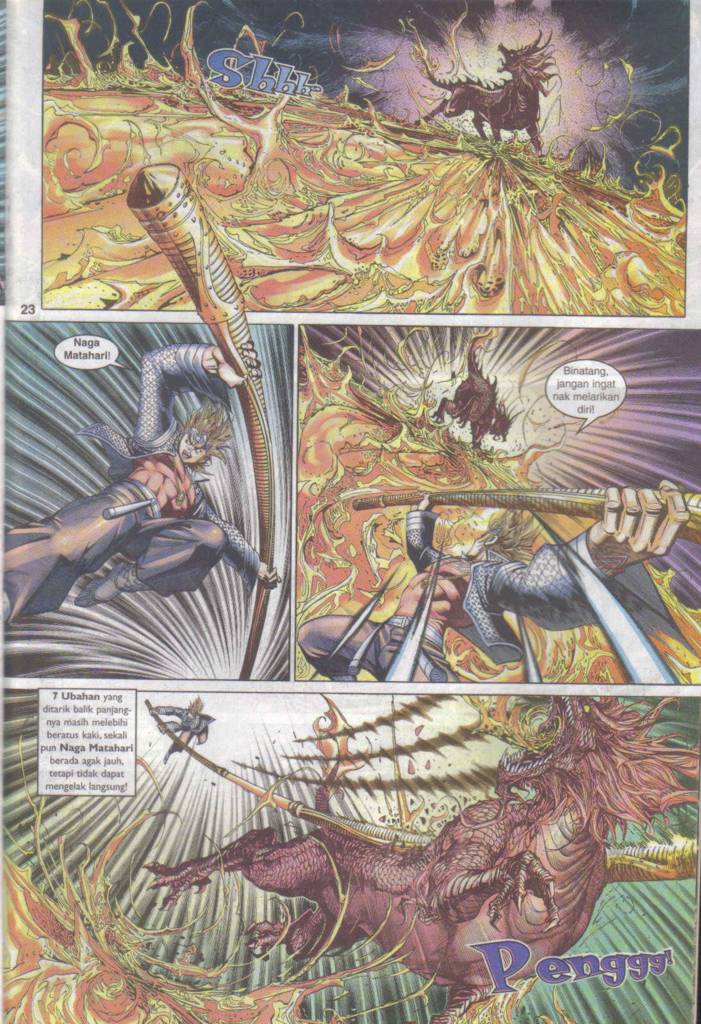 Shhh
23
Naga
Matahari!
Binatang,
jangan ingat
nak melarikan
diri!
7 Ubahan yang
ditarik balik panjang-
nya masih melebihi
beratus kaki, sekali
pun Naga Matahari
berada agak jauh,
tetapi tidak dapat
mengelak langsung!
Penggg!